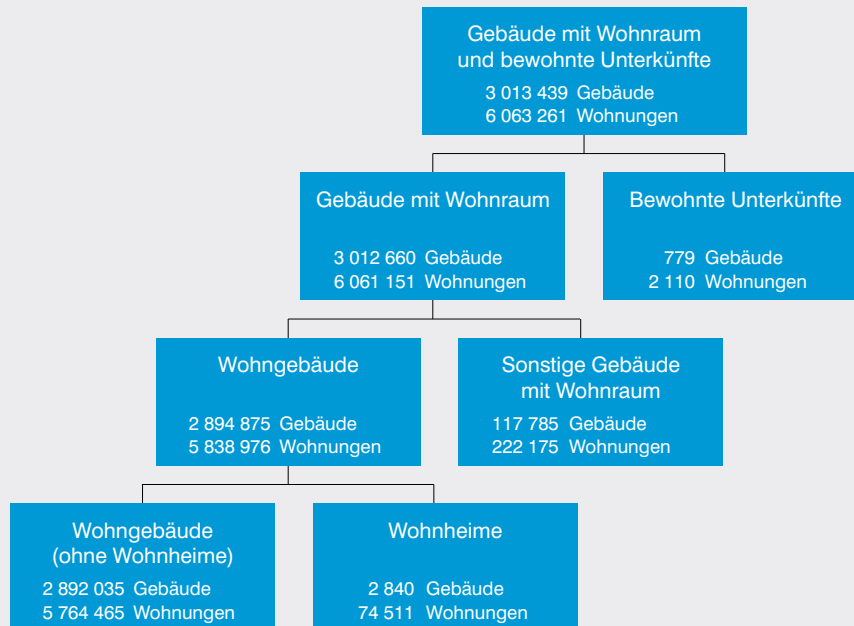 Gebäude mit Wohnraum
und bewohnte Unterkünfte
3 013 439 Gebäude
6 063 261 Wohnungen
Gebäude mit Wohnraum
3 012 660 Gebäude
6 061 151 Wohnungen
Bewohnte Unterkünfte
779 Gebäude
2 110 Wohnungen
Wohngebäude
2 894 875 Gebäude
5 838 976 Wohnungen
Sonstige Gebäude
mit Wohnraum
117 785 Gebäude
222 175 Wohnungen
Wohngebäude
(ohne Wohnheime)
2 892 035 Gebäude
5 764 465 Wohnungen
Wohnheime
2 840 Gebäude
74 511 Wohnungen